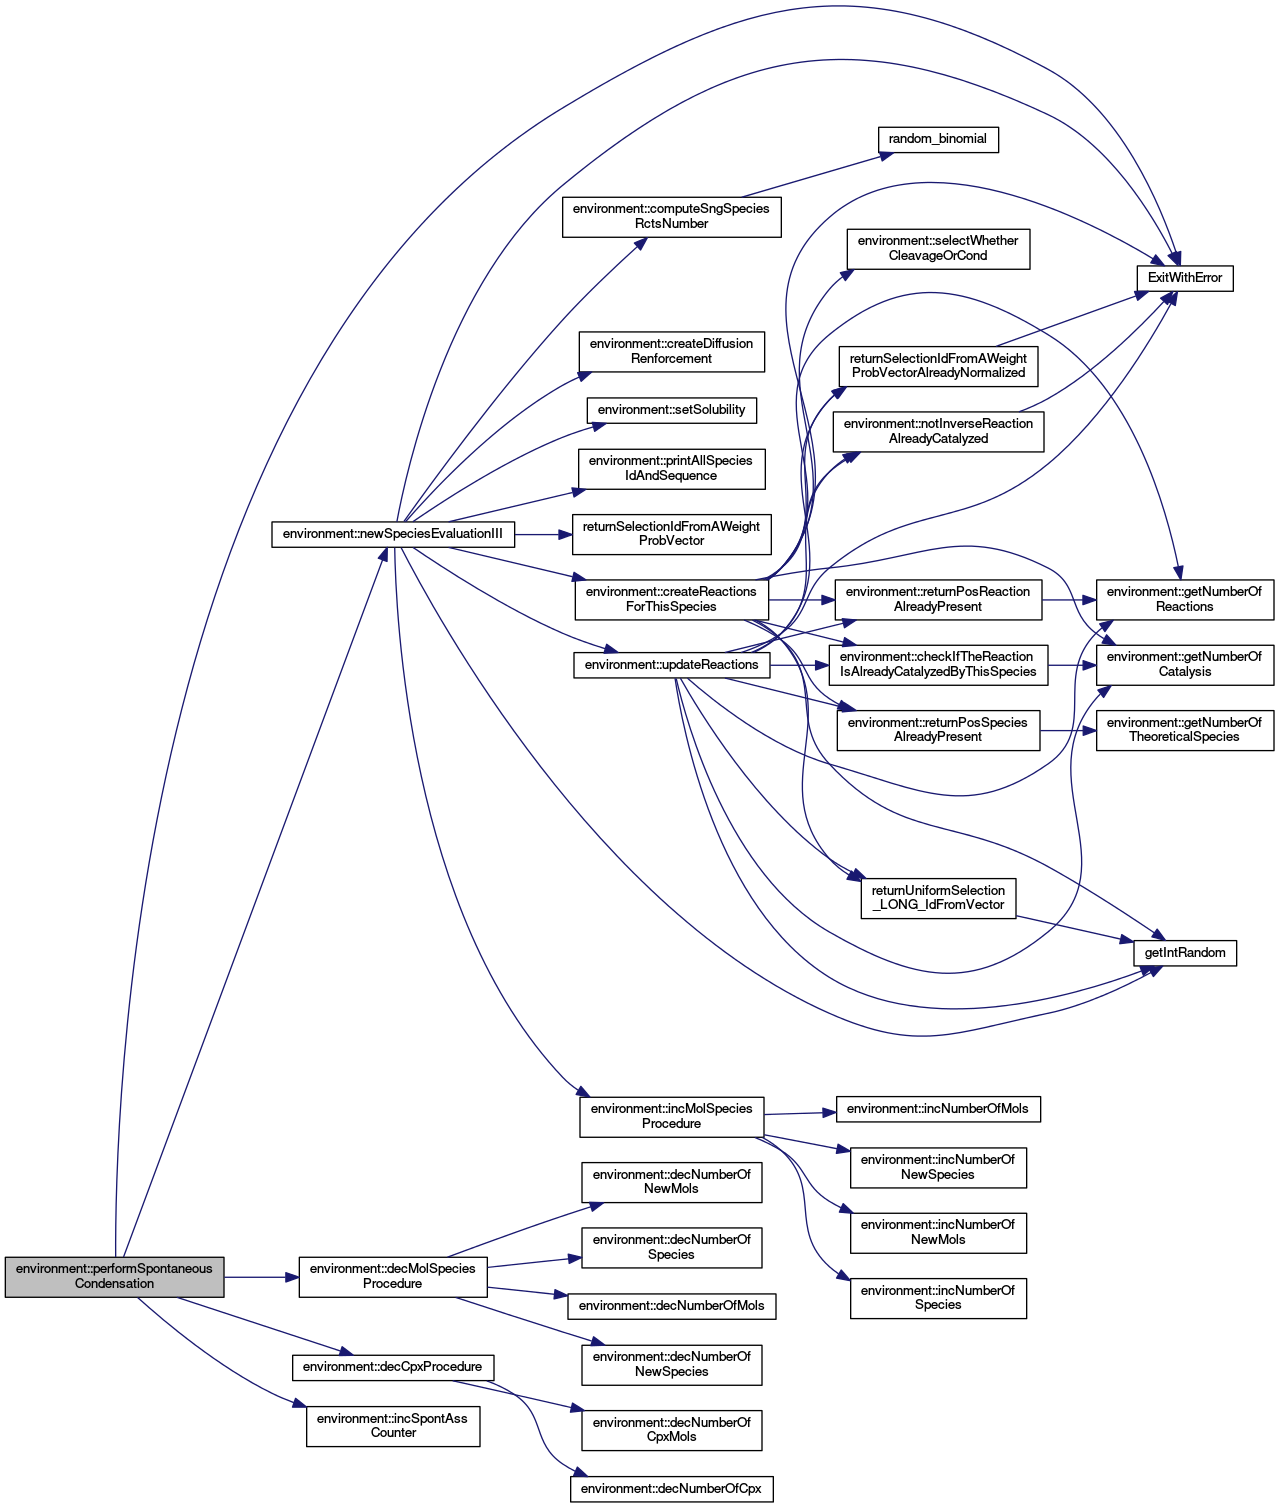 random_binomial
environment::computeSngSpecies
RctsNumber
environment::selectWhether
CleavageOrCond
ExitWithError
environment::createDiffusion
Renforcement
returnSelectionIdFromAWeight
ProbVectorAlreadyNormalized
environment::setSolubility
environment::notInverseReaction
AlreadyCatalyzed
environment::printAllSpecies
IdAndSequence
environment::newSpeciesEvaluationIII
returnSelectionIdFromAWeight
ProbVector
environment::createReactions
ForThisSpecies
environment::returnPosReaction
AlreadyPresent
environment::getNumberOf
Reactions
environment::updateReactions
environment::checkIfTheReaction
IsAlreadyCatalyzedByThisSpecies
environment::getNumberOf
Catalysis
environment::returnPosSpecies
AlreadyPresent
environment::getNumberOf
TheoreticalSpecies
returnUniformSelection
_LONG_IdFromVector
getIntRandom
environment::incMolSpecies
Procedure
environment::incNumberOfMols
environment::incNumberOf
NewSpecies
environment::decNumberOf
NewMols
environment::incNumberOf
NewMols
environment::decNumberOf
Species
environment::performSpontaneous
Condensation
environment::decMolSpecies
Procedure
environment::incNumberOf
Species
environment::decNumberOfMols
environment::decNumberOf
NewSpecies
environment::decCpxProcedure
environment::incSpontAss
Counter
environment::decNumberOf
CpxMols
environment::decNumberOfCpx